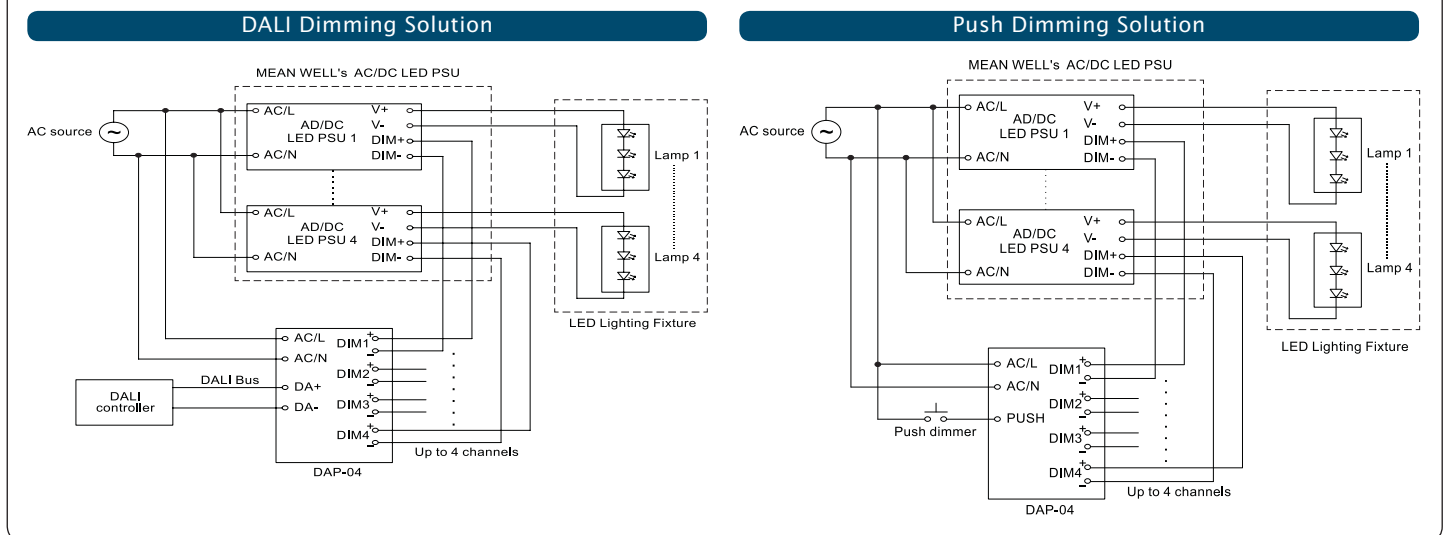 DALI Dimming Solution
MEAN WELL's AC/DC LED PSU
AC source
~
AC/L
AD/DC
LED PSU 1
AC/N
V+
V-
DIM+
DIM-
AC/L
AD/DC
LED PSU 4
AC/N
V+
V-
DIM+
DIM-
Lamp 1
Lamp 4
LED Lighting Fixture
DALI
controller
DALI Bus
AC/L
AC/N
DA+
DA-
DIM1
+
-
DIM2
+
-
DIM3
+
-
DIM4
+
-
Up to 4 channels
DAP-04
Push Dimming Solution
MEAN WELL's AC/DC LED PSU
AC source
~
AC/L
AD/DC
LED PSU 1
AC/N
V+
V-
DIM+
DIM-
AC/L
AD/DC
LED PSU 4
AC/N
V+
V-
DIM+
DIM-
Lamp 1
Lamp 4
LED Lighting Fixture
Push dimmer
AC/L
AC/N
PUSH
DIM1
+
-
DIM2
+
-
DIM3
+
-
DIM4
+
-
Up to 4 channels
DAP-04